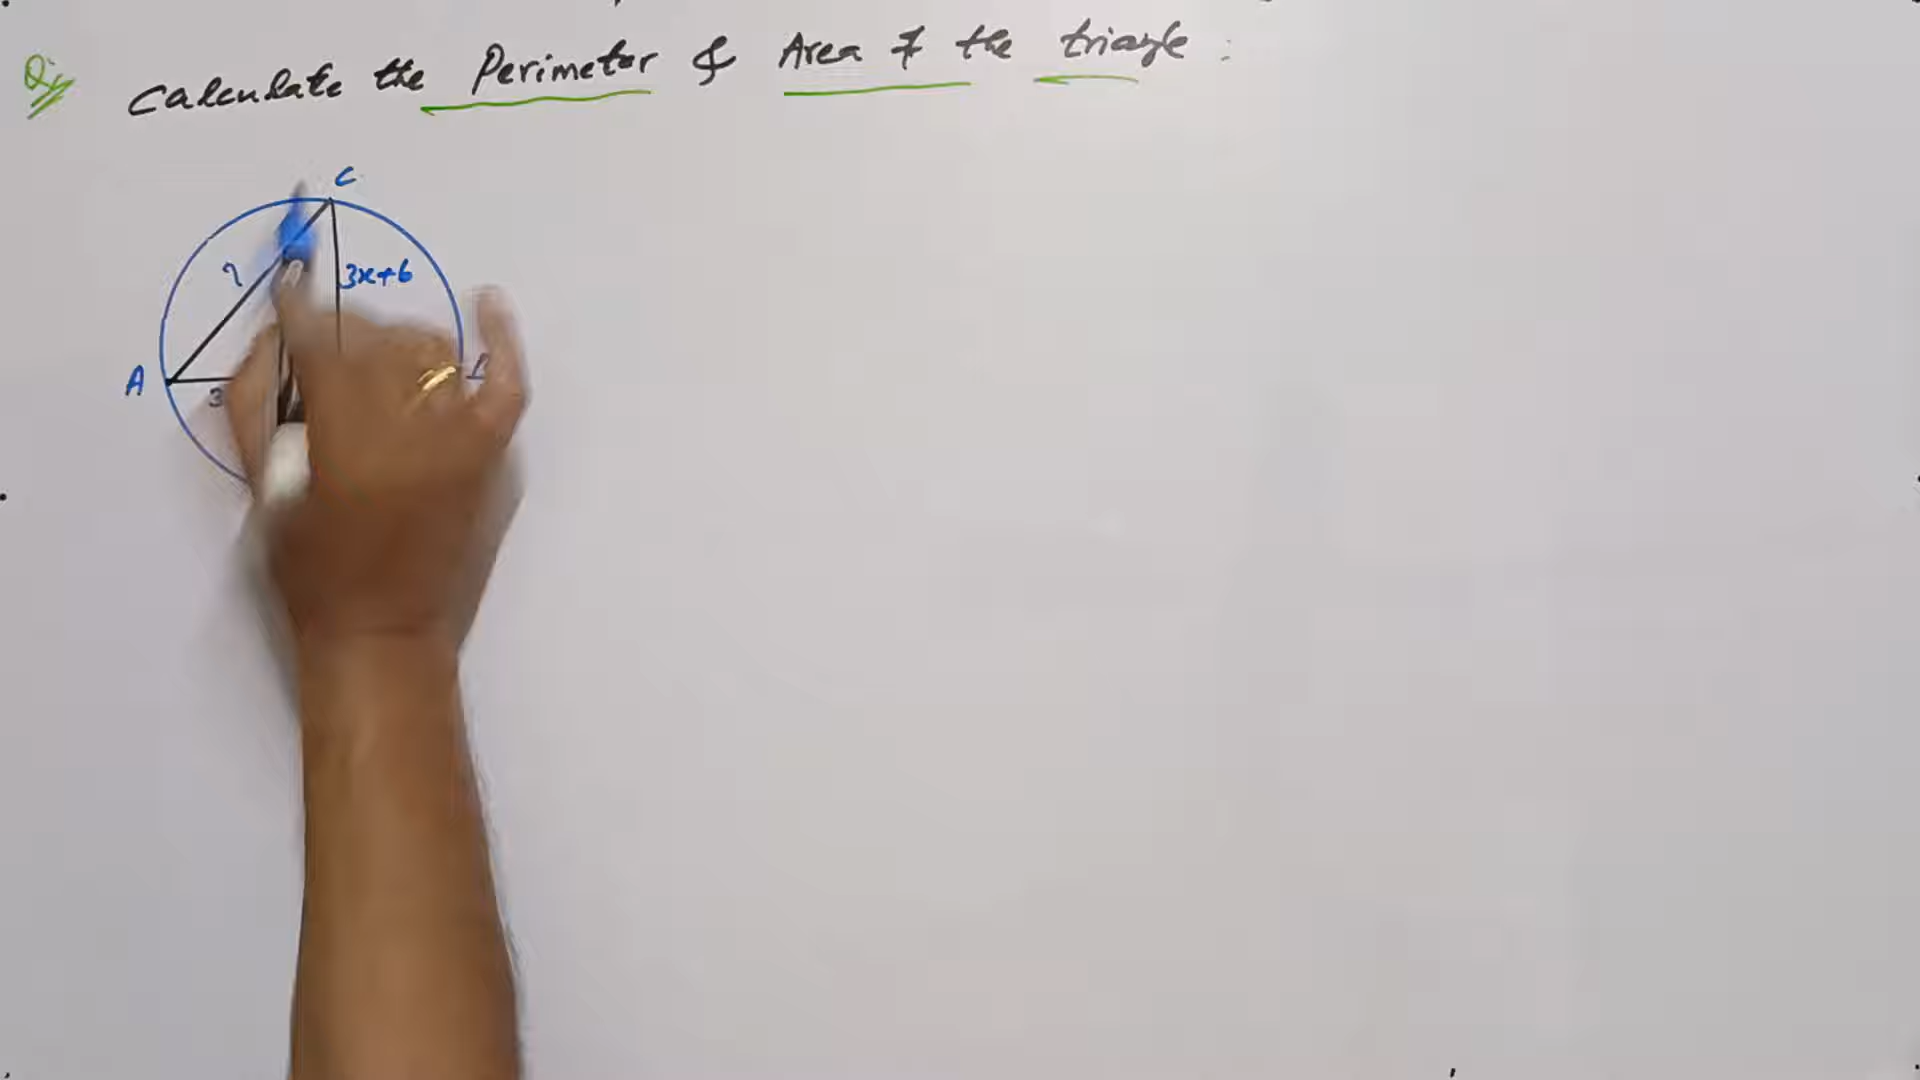 Q:
Calculate the Perimeter & Area of the triangle :
C
?
3x+6
A
3